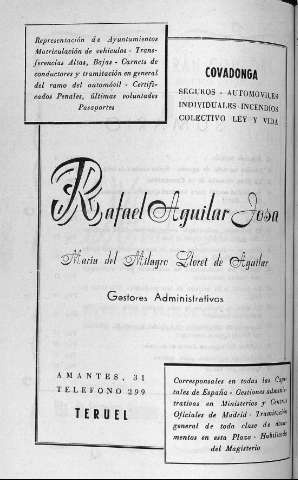 Representación de Ayuntamientos
Matriculación de vehículos - Trans-
ferencias Altas, Bajas - Carnets de
conductores y tramitación en general
del ramo del automóvil - Certifi-
cados Penales, últimas voluntades
Pasaportes
COVADONGA
SEGUROS - AUTOMOVILES
INDIVIDUALES-INCENDIOS
COLECTIVO LEY Y VIDA
Rafael Aguilar Josa
María del Milagro Lloret de Aguilar
Gestores Administrativos
AMANTES, 31
TELEFONO 299
TERUEL
Corresponsales en todas las Capi-
tales de España - Gestiones adminis-
trativas en Ministerios y Centros
Oficiales de Madrid - Tramitación
general de toda clase de docu-
mentos en esta Plaza - Habilitado
del Magisterio